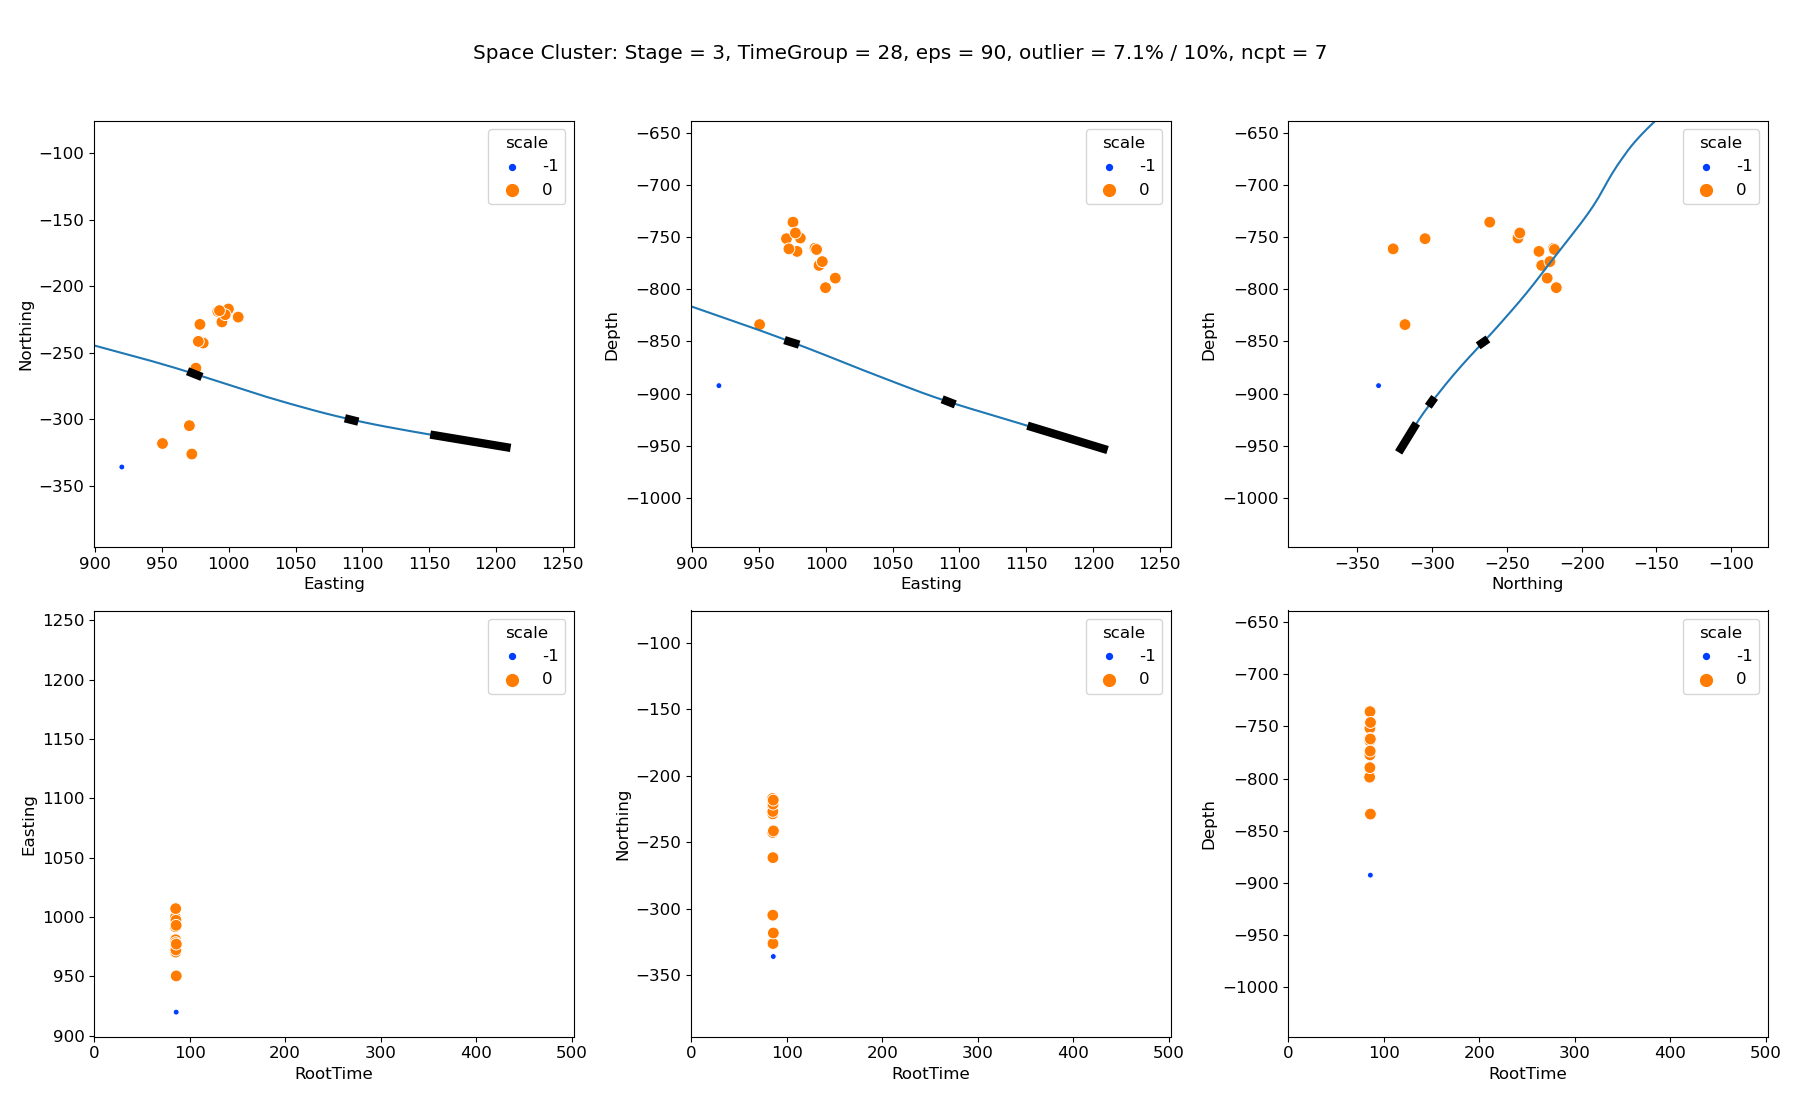 Space Cluster: Stage = 3, TimeGroup = 28, eps = 90, outlier = 7.1% / 10%, ncpt = 7
−100
−150
−200
−250
−300
−350
Northing
900 950 1000 1050 1100 1150 1200 1250
Easting
scale
-1
0
−650
−700
−750
−800
−850
−900
−950
−1000
Depth
900 950 1000 1050 1100 1150 1200 1250
Easting
scale
-1
0
−650
−700
−750
−800
−850
−900
−950
−1000
Depth
−350 −300 −250 −200 −150 −100
Northing
scale
-1
0
1250
1200
1150
1100
1050
1000
950
900
Easting
0 100 200 300 400 500
RootTime
scale
-1
0
−100
−150
−200
−250
−300
−350
Northing
0 100 200 300 400 500
RootTime
scale
-1
0
−650
−700
−750
−800
−850
−900
−950
−1000
Depth
0 100 200 300 400 500
RootTime
scale
-1
0